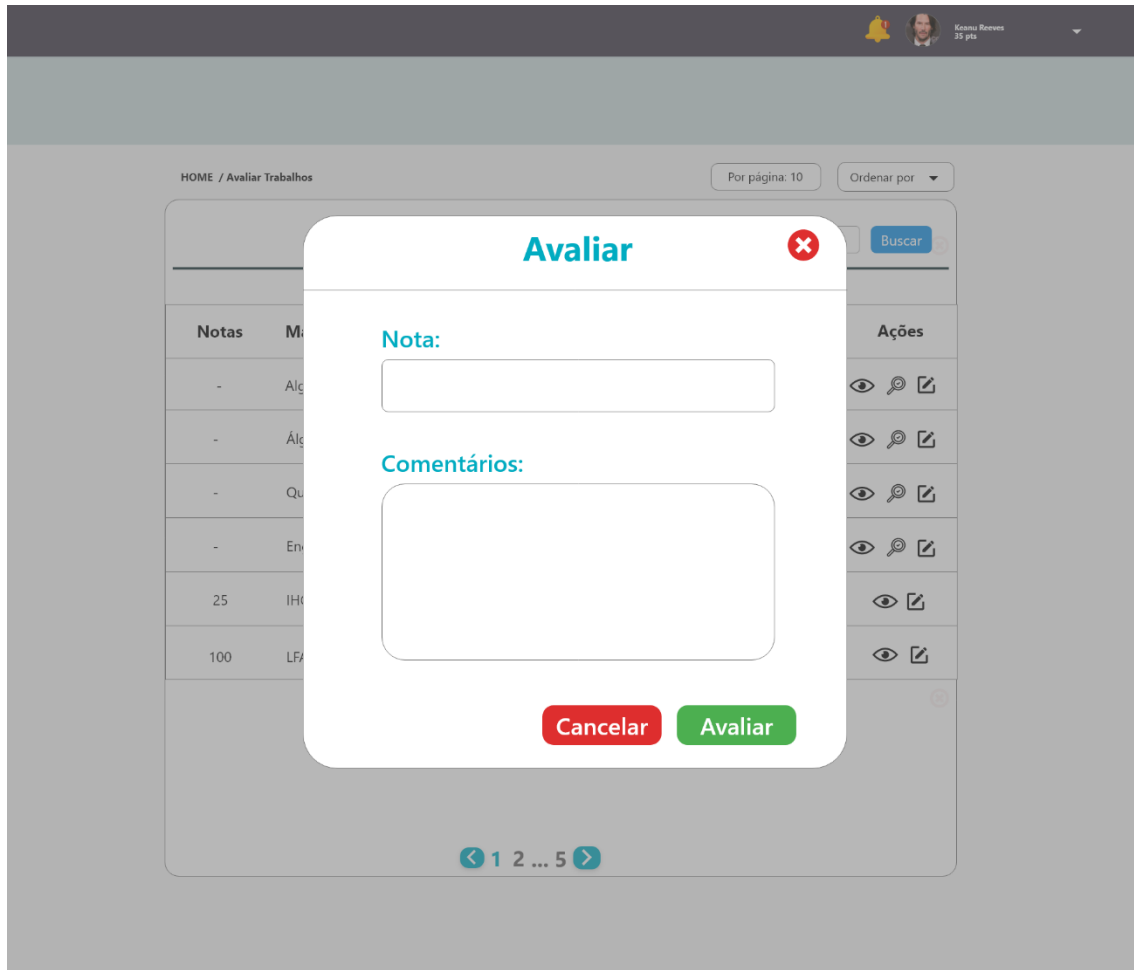 Keanu Reeves
35 pts
HOME / Avaliar Trabalhos
Por página: 10
Ordenar por
Buscar
Avaliar
Notas
Ações
Nota:
-
-
Comentários:
-
-
25
100
Cancelar
Avaliar
1 2 ... 5